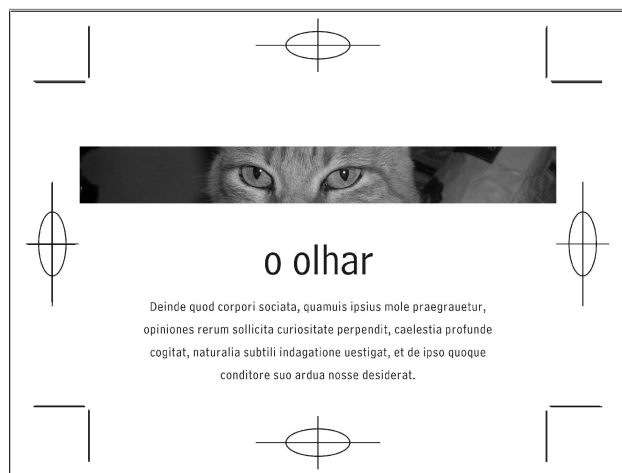 o olhar
Deinde quod corpori sociata, quamuis ipsius mole praegrauetur,
opiniones rerum sollicita curiositate perpendit, caelestia profunde
cogitat, naturalia subtili indagatione uestigat, et de ipso quoque
conditore suo ardua nosse desiderat.